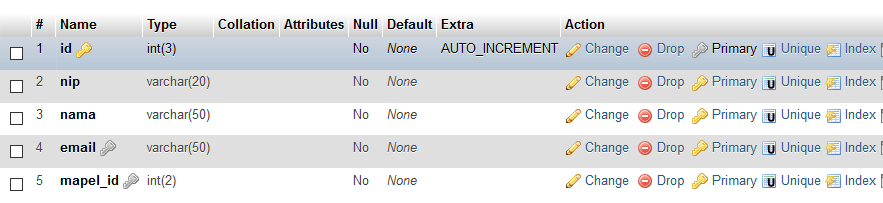 # Name Type Collation Attributes Null Default Extra Action
1 id int(3) No None AUTO_INCREMENT Change Drop Primary U Unique Index
2 nip varchar(20) No None Change Drop Primary U Unique Index
3 nama varchar(50) No None Change Drop Primary U Unique Index
4 email varchar(50) No None Change Drop Primary U Unique Index
5 mapel_id int(2) No None Change Drop Primary U Unique Index